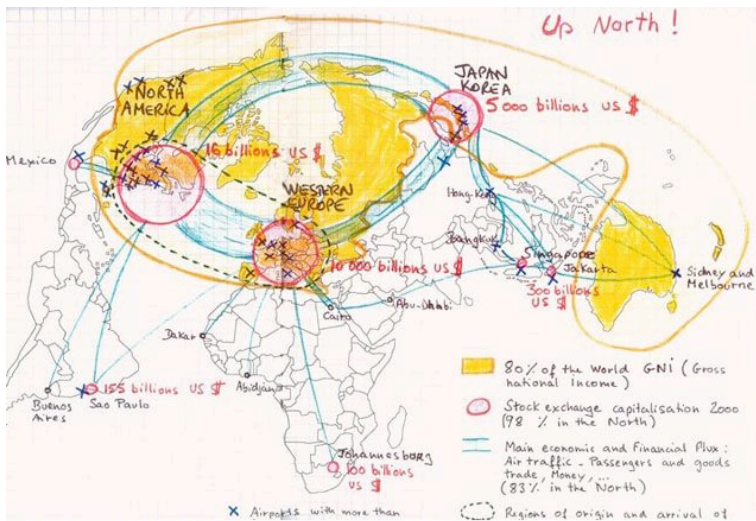 Up North!
NORTH
AMERICA
JAPAN
KOREA
5 000 billions US $
16 billions US $
Mexico
WESTERN
EUROPE
Hong-Kong
Bangkok
Singapore
Jakarta
Sidney and
Melbourne
10 000 billions US $
300 billions
US $
Cairo
Abu-Dhabi
Dakar
Abidjan
155 billions US $
Buenos
Aires
Sao Paulo
Johannesburg
100 billions
US $
80% of the World GNI (Gross
national Income)
Stock exchange capitalisation 2000
(98 % in the North)
Main economic and Financial Flux:
Air traffic - Passengers and goods
trade, Money, ...
(83% in the North)
Airports with more than
Regions of origin and arrival of